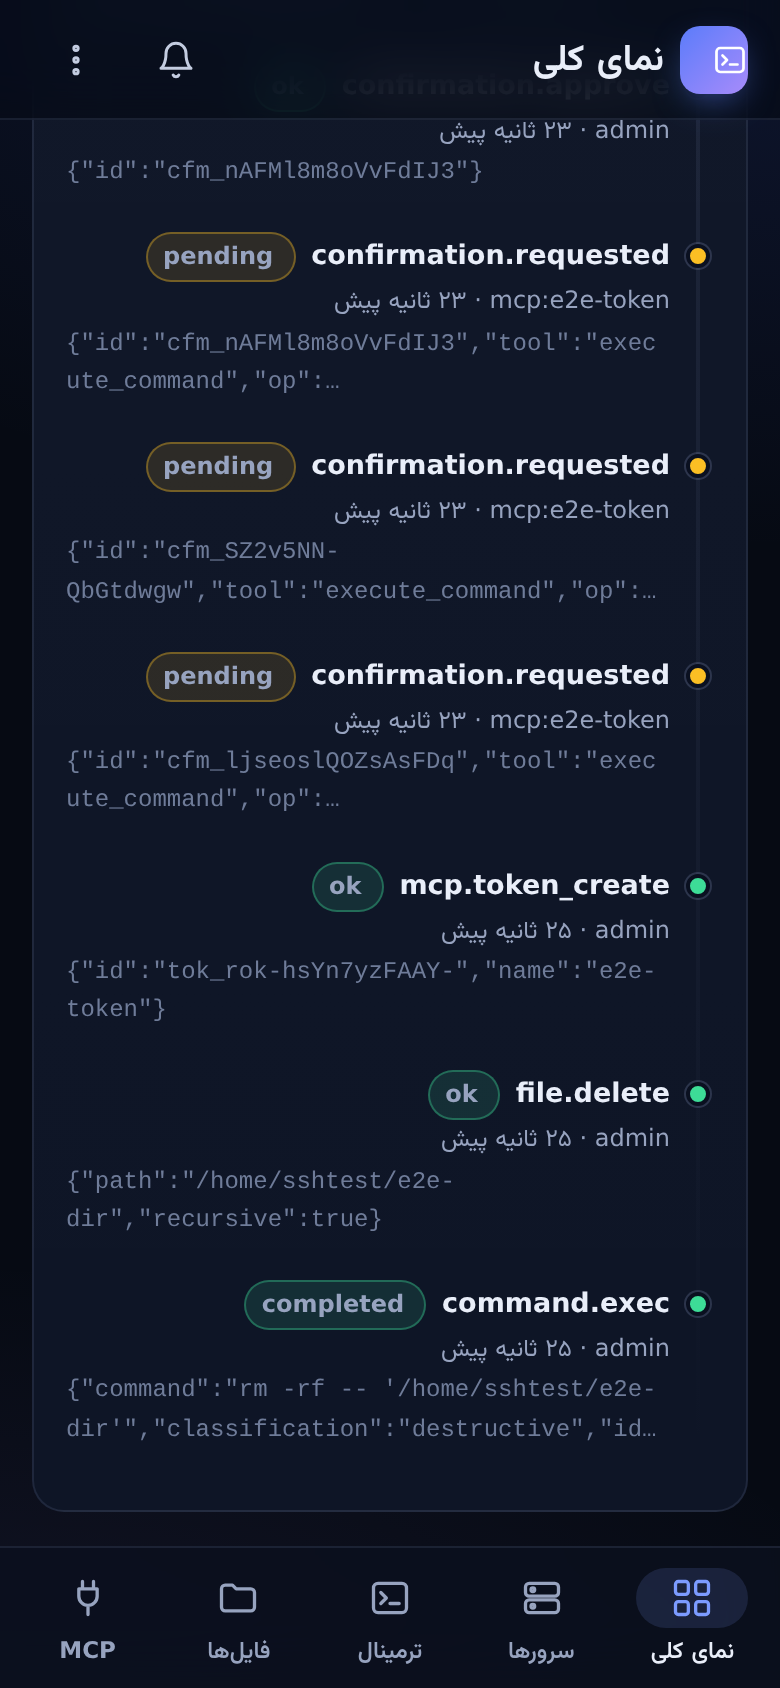 نمای کلی
confirmation.approve ok
admin · ۲۳ ثانیه پیش
{"id":"cfm_nAFMl8m8oVvFdIJ3"}
confirmation.requested pending
mcp:e2e-token · ۲۳ ثانیه پیش
{"id":"cfm_nAFMl8m8oVvFdIJ3","tool":"exec
ute_command","op":…
confirmation.requested pending
mcp:e2e-token · ۲۳ ثانیه پیش
{"id":"cfm_SZ2v5NN-
QbGtdwgw","tool":"execute_command","op":…
confirmation.requested pending
mcp:e2e-token · ۲۳ ثانیه پیش
{"id":"cfm_ljseoslQOZsAsFDq","tool":"exec
ute_command","op":…
mcp.token_create ok
admin · ۲۵ ثانیه پیش
{"id":"tok_rok-hsYn7yzFAAY-","name":"e2e-
token"}
file.delete ok
admin · ۲۵ ثانیه پیش
{"path":"/home/sshtest/e2e-
dir","recursive":true}
command.exec completed
admin · ۲۵ ثانیه پیش
{"command":"rm -rf -- '/home/sshtest/e2e-
dir'","classification":"destructive","id…
نمای کلی
سرورها
ترمینال
فایل‌ها
MCP